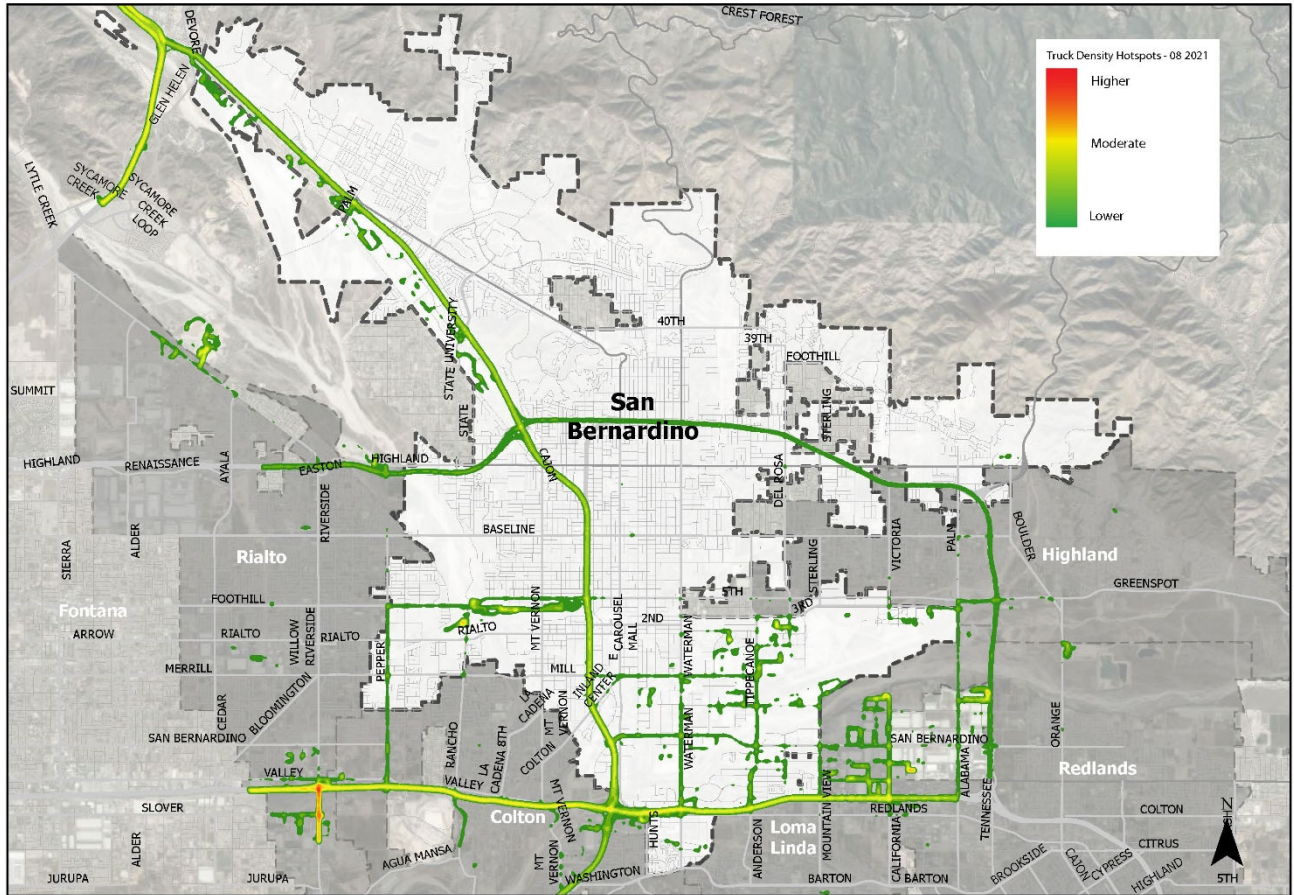 CREST FOREST
Truck Density Hotspots - 08 2021
Higher
Moderate
Lower
DEVORE
GLEN HELEN
LYTLE CREEK
SYCAMORE
CREEK
SYCAMORE
CREEK
LOOP
PALM
STATE UNIVERSITY
40TH
39TH
FOOTHILL
SUMMIT
STATE
San
Bernardino
STERLING
HIGHLAND
RENAISSANCE
AYALA
EASTON
HIGHLAND
CAJON
DEL ROSA
RIVERSIDE
ALDER
SIERRA
BASELINE
VICTORIA
PALM
BOULDER
Rialto
Highland
STERLING
GREENSPOT
Fontana
FOOTHILL
5TH
3RD
ARROW
RIALTO
WILLOW
RIVERSIDE
RIALTO
RIALTO
MT VERNON
2ND
E
CAROUSEL
MALL
WATERMAN
TIPPECANOE
MERRILL
PEPPER
MILL
INLAND
CENTER
LA
CADENA
CEDAR
BLOOMINGTON
MT
VERNON
COLTON
ORANGE
SAN BERNARDINO
RANCHO
LA
CADENA 8TH
WATERMAN
SAN BERNARDINO
ALABAMA
TENNESSEE
Redlands
VALLEY
VALLEY
MT VERNON
MOUNTAIN VIEW
SLOVER
Colton
HUNTS
REDLANDS
COLTON
Loma
Linda
ANDERSON
CALIFORNIA
ALDER
AGUA MANSA
MT
VERNON
CITRUS
JURUPA
JURUPA
WASHINGTON
BARTON
BARTON
BROOKSIDE
CAJON
CYPRESS
HIGHLAND
5TH